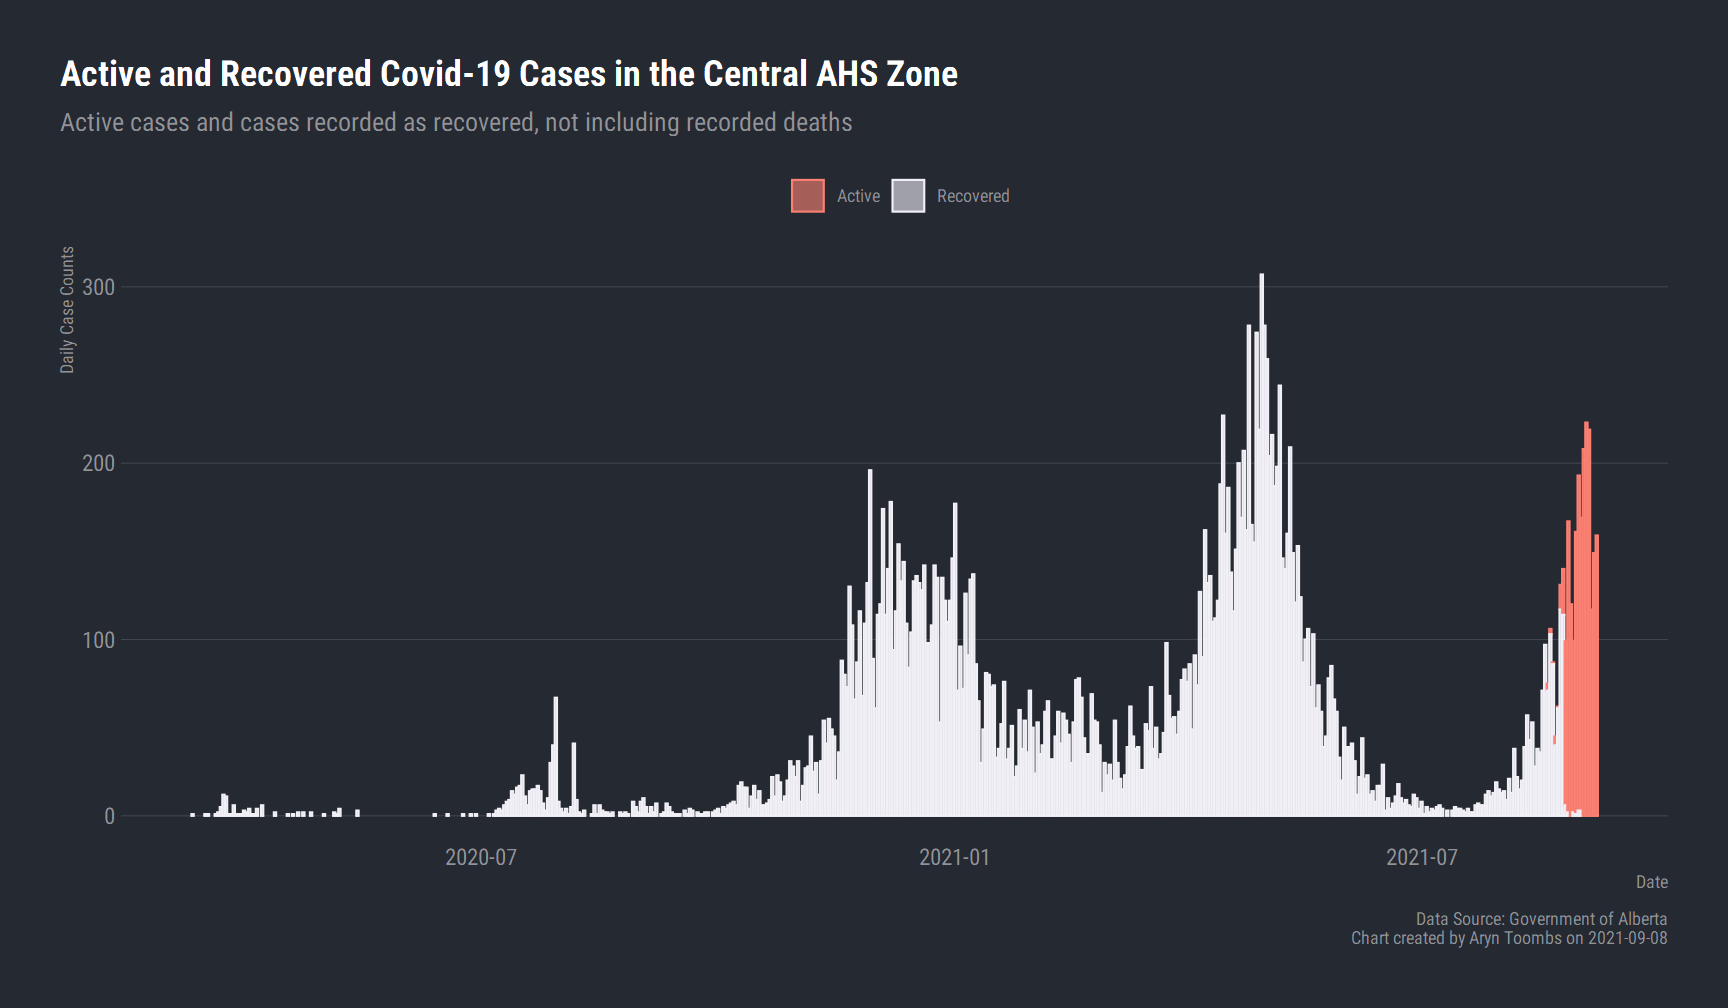 Active and Recovered Covid-19 Cases in the Central AHS Zone
Active cases and cases recorded as recovered, not including recorded deaths
Active
Recovered
Daily Case Counts
300
200
100
0
2020-07
2021-01
2021-07
Date
Data Source: Government of Alberta
Chart created by Aryn Toombs on 2021-09-08